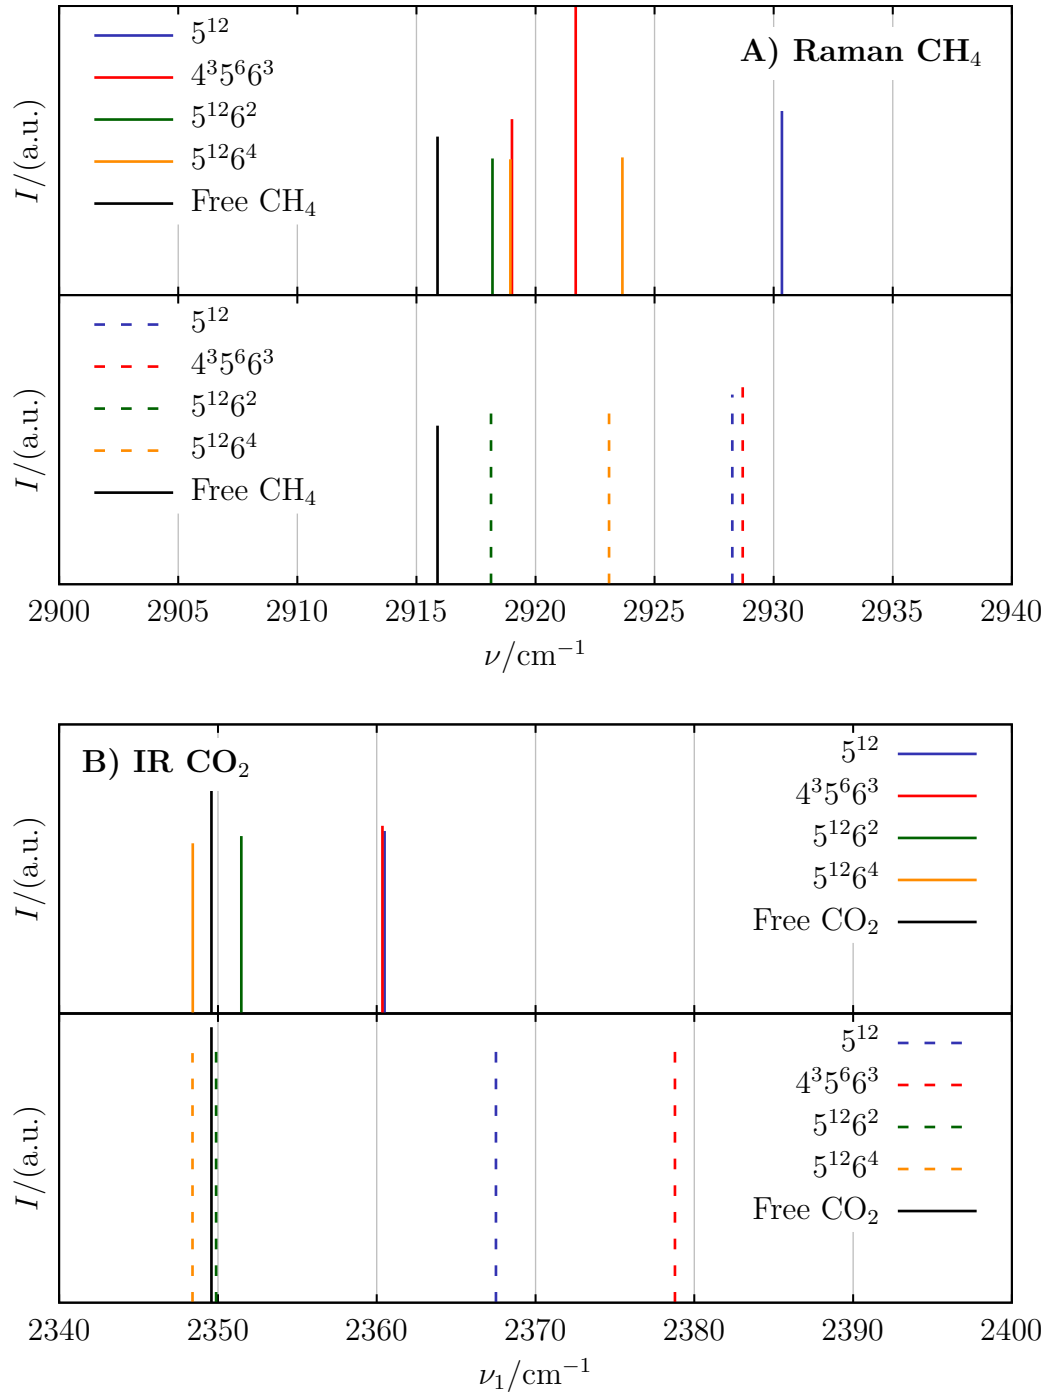 A) Raman CH₄
5¹²
4³5⁶6³
5¹²6²
5¹²6⁴
Free CH₄
I/(a.u.)
5¹²
4³5⁶6³
5¹²6²
5¹²6⁴
Free CH₄
I/(a.u.)
2900 2905 2910 2915 2920 2925 2930 2935 2940
ν/cm⁻¹
B) IR CO₂
5¹²
4³5⁶6³
5¹²6²
5¹²6⁴
Free CO₂
I/(a.u.)
5¹²
4³5⁶6³
5¹²6²
5¹²6⁴
Free CO₂
I/(a.u.)
2340 2350 2360 2370 2380 2390 2400
ν₁/cm⁻¹